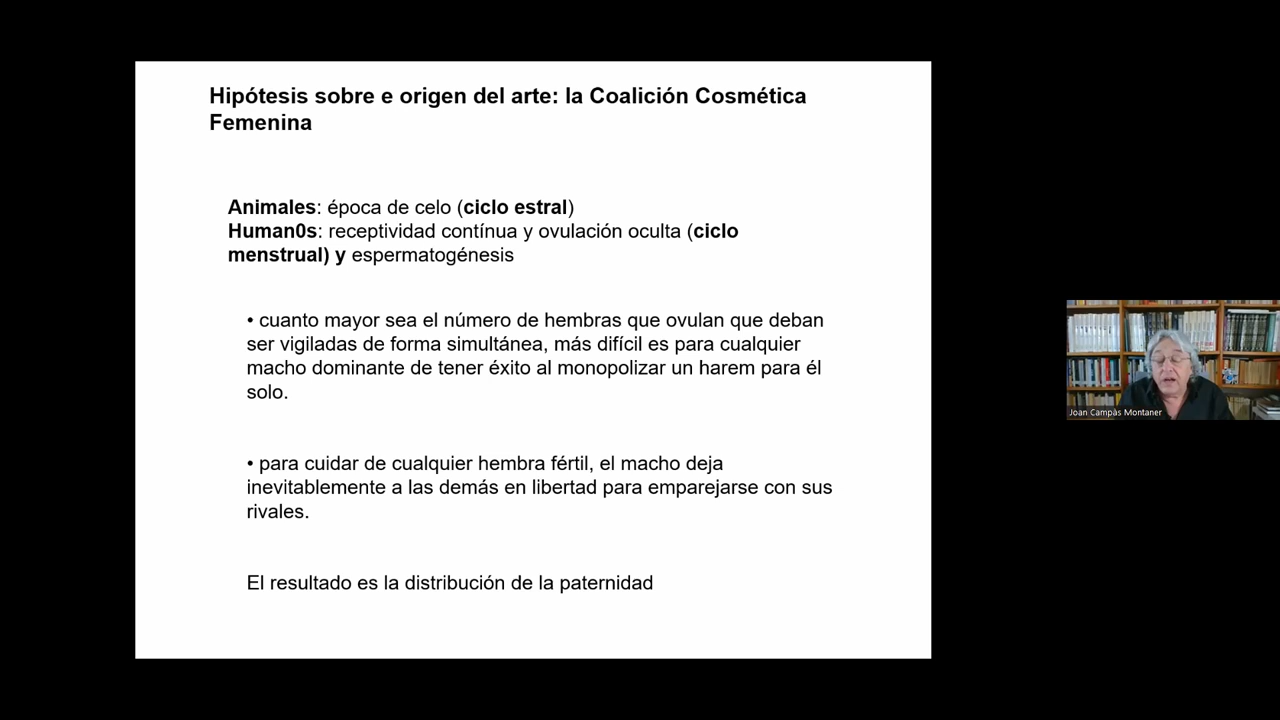 Hipótesis sobre e origen del arte: la Coalición Cosmética
Femenina
Animales: época de celo (ciclo estral)
Human0s: receptividad contínua y ovulación oculta (ciclo
menstrual) y espermatogénesis
• cuanto mayor sea el número de hembras que ovulan que deban
ser vigiladas de forma simultánea, más difícil es para cualquier
macho dominante de tener éxito al monopolizar un harem para él
solo.
• para cuidar de cualquier hembra fértil, el macho deja
inevitablemente a las demás en libertad para emparejarse con sus
rivales.
El resultado es la distribución de la paternidad
Joan Campàs Montaner